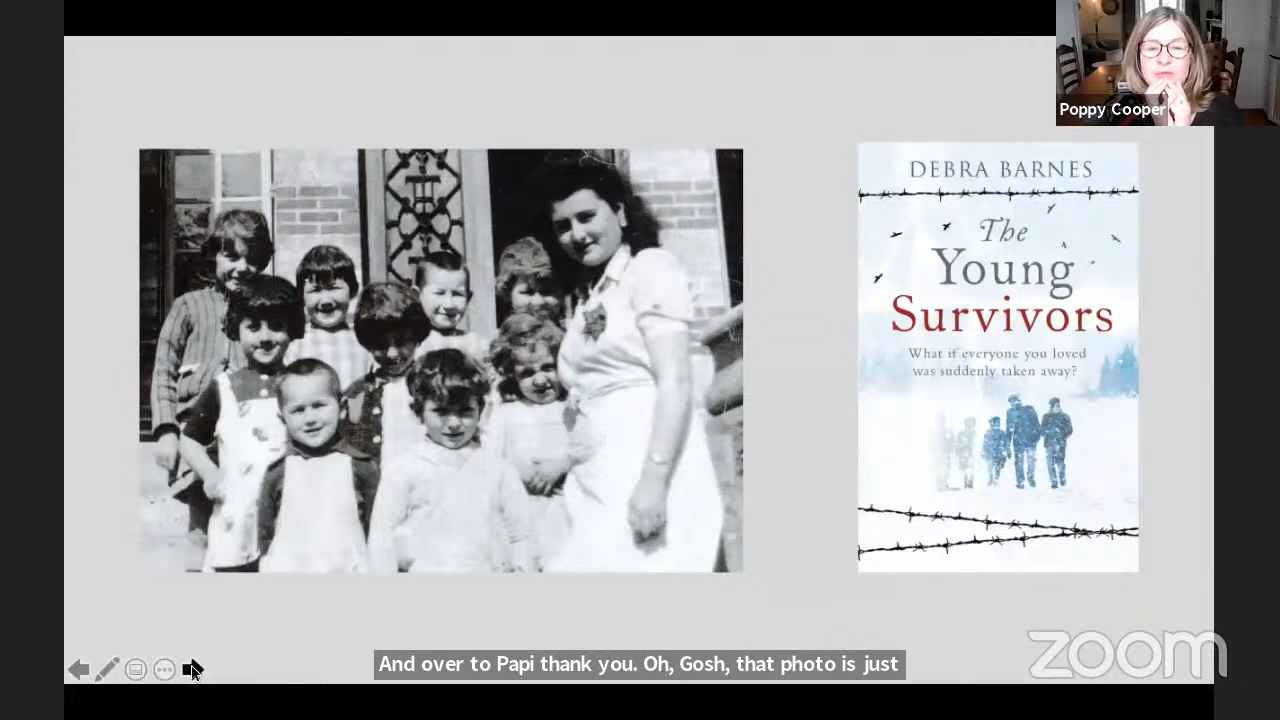 Poppy Cooper
DEBRA BARNES
The
Young
Survivors
What if everyone you loved
was suddenly taken away?
zoom
And over to Papi thank you. Oh, Gosh, that photo is just